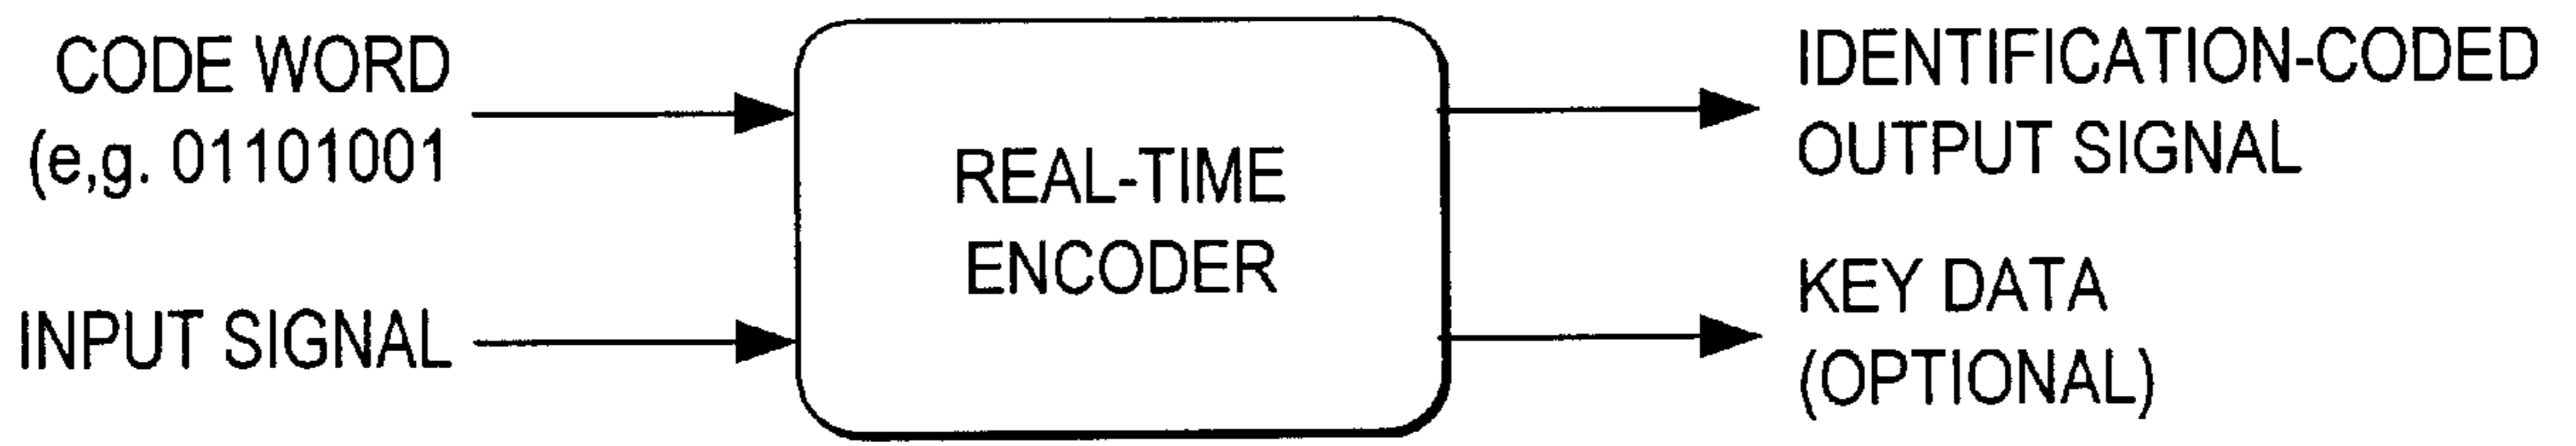 CODE WORD
(e,g. 01101001
INPUT SIGNAL
REAL-TIME
ENCODER
IDENTIFICATION-CODED
OUTPUT SIGNAL
KEY DATA
(OPTIONAL)